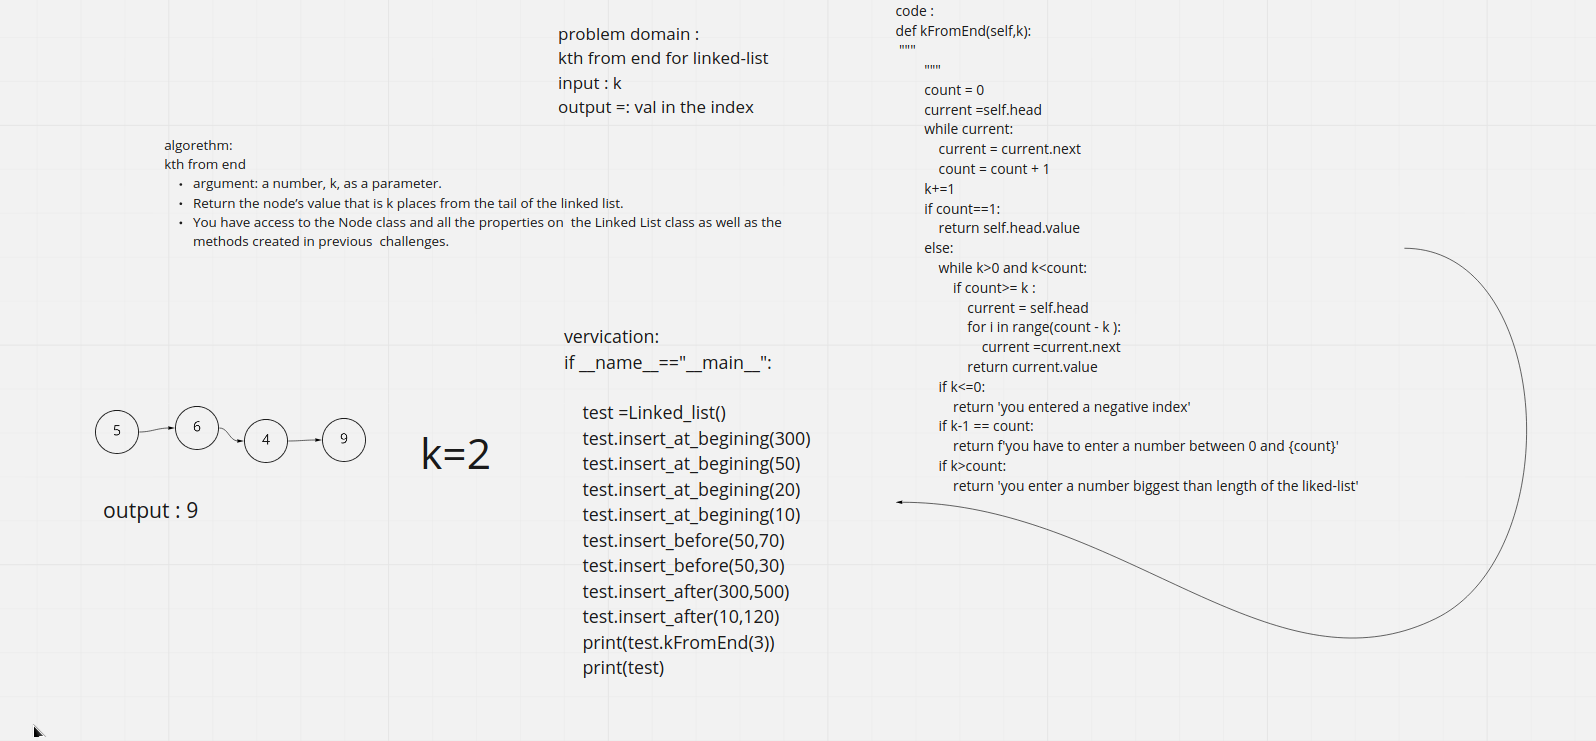 problem domain :
kth from end for linked-list
input : k
output =: val in the index
algorethm:
kth from end
• argument: a number, k, as a parameter.
• Return the node’s value that is k places from the tail of the linked list.
• You have access to the Node class and all the properties on  the Linked List class as well as the
methods created in previous  challenges.
5
6
4
9
k=2
output : 9
vervication:
if __name__=="__main__":
test =Linked_list()
test.insert_at_begining(300)
test.insert_at_begining(50)
test.insert_at_begining(20)
test.insert_at_begining(10)
test.insert_before(50,70)
test.insert_before(50,30)
test.insert_after(300,500)
test.insert_after(10,120)
print(test.kFromEnd(3))
print(test)
code :
def kFromEnd(self,k):
"""
"""
count = 0
current =self.head
while current:
current = current.next
count = count + 1
k+=1
if count==1:
return self.head.value
else:
while k>0 and k<count:
if count>= k :
current = self.head
for i in range(count - k ):
current =current.next
return current.value
if k<=0:
return 'you entered a negative index'
if k-1 == count:
return f'you have to enter a number between 0 and {count}'
if k>count:
return 'you enter a number biggest than length of the liked-list'